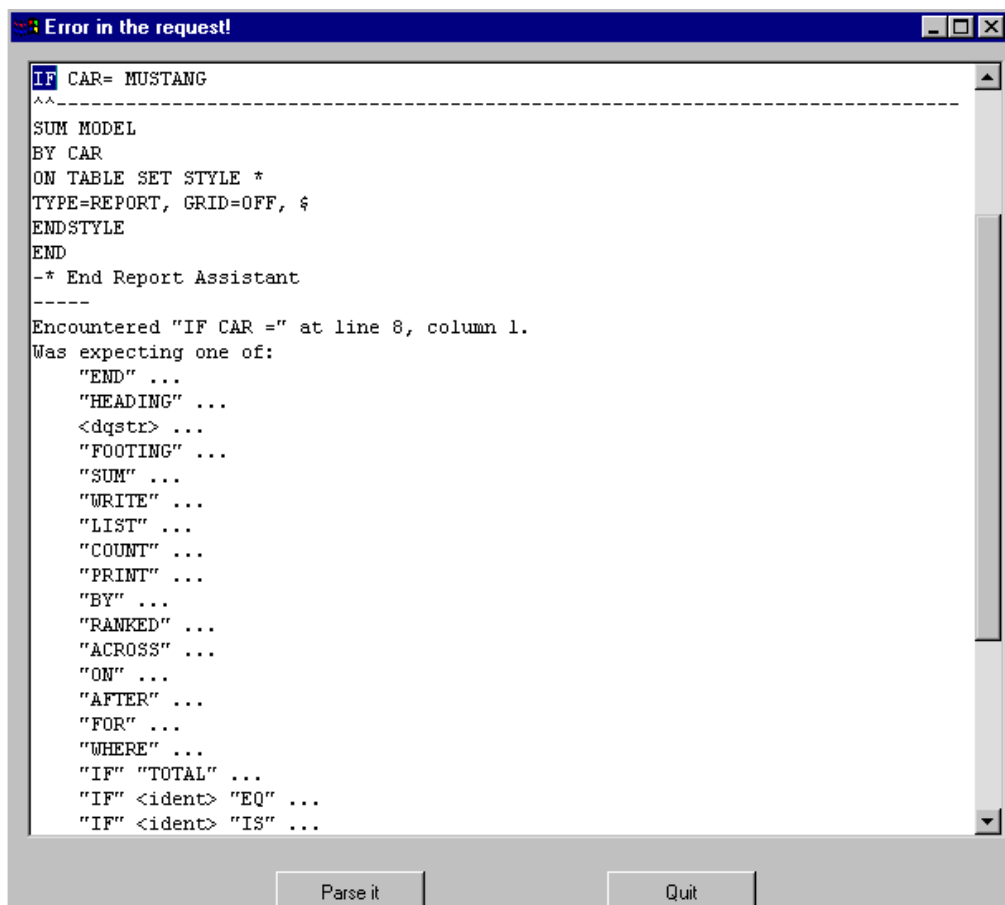 Error in the request!
IF CAR= MUSTANG
^^------------------------------------------------------------------------------
SUM MODEL
BY CAR
ON TABLE SET STYLE *
TYPE=REPORT, GRID=OFF, $
ENDSTYLE
END
-* End Report Assistant
-----
Encountered "IF CAR =" at line 8, column 1.
Was expecting one of:
    "END" ...
    "HEADING" ...
    <dqstr> ...
    "FOOTING" ...
    "SUM" ...
    "WRITE" ...
    "LIST" ...
    "COUNT" ...
    "PRINT" ...
    "BY" ...
    "RANKED" ...
    "ACROSS" ...
    "ON" ...
    "AFTER" ...
    "FOR" ...
    "WHERE" ...
    "IF" "TOTAL" ...
    "IF" <ident> "EQ" ...
    "IF" <ident> "IS" ...
Parse it
Quit